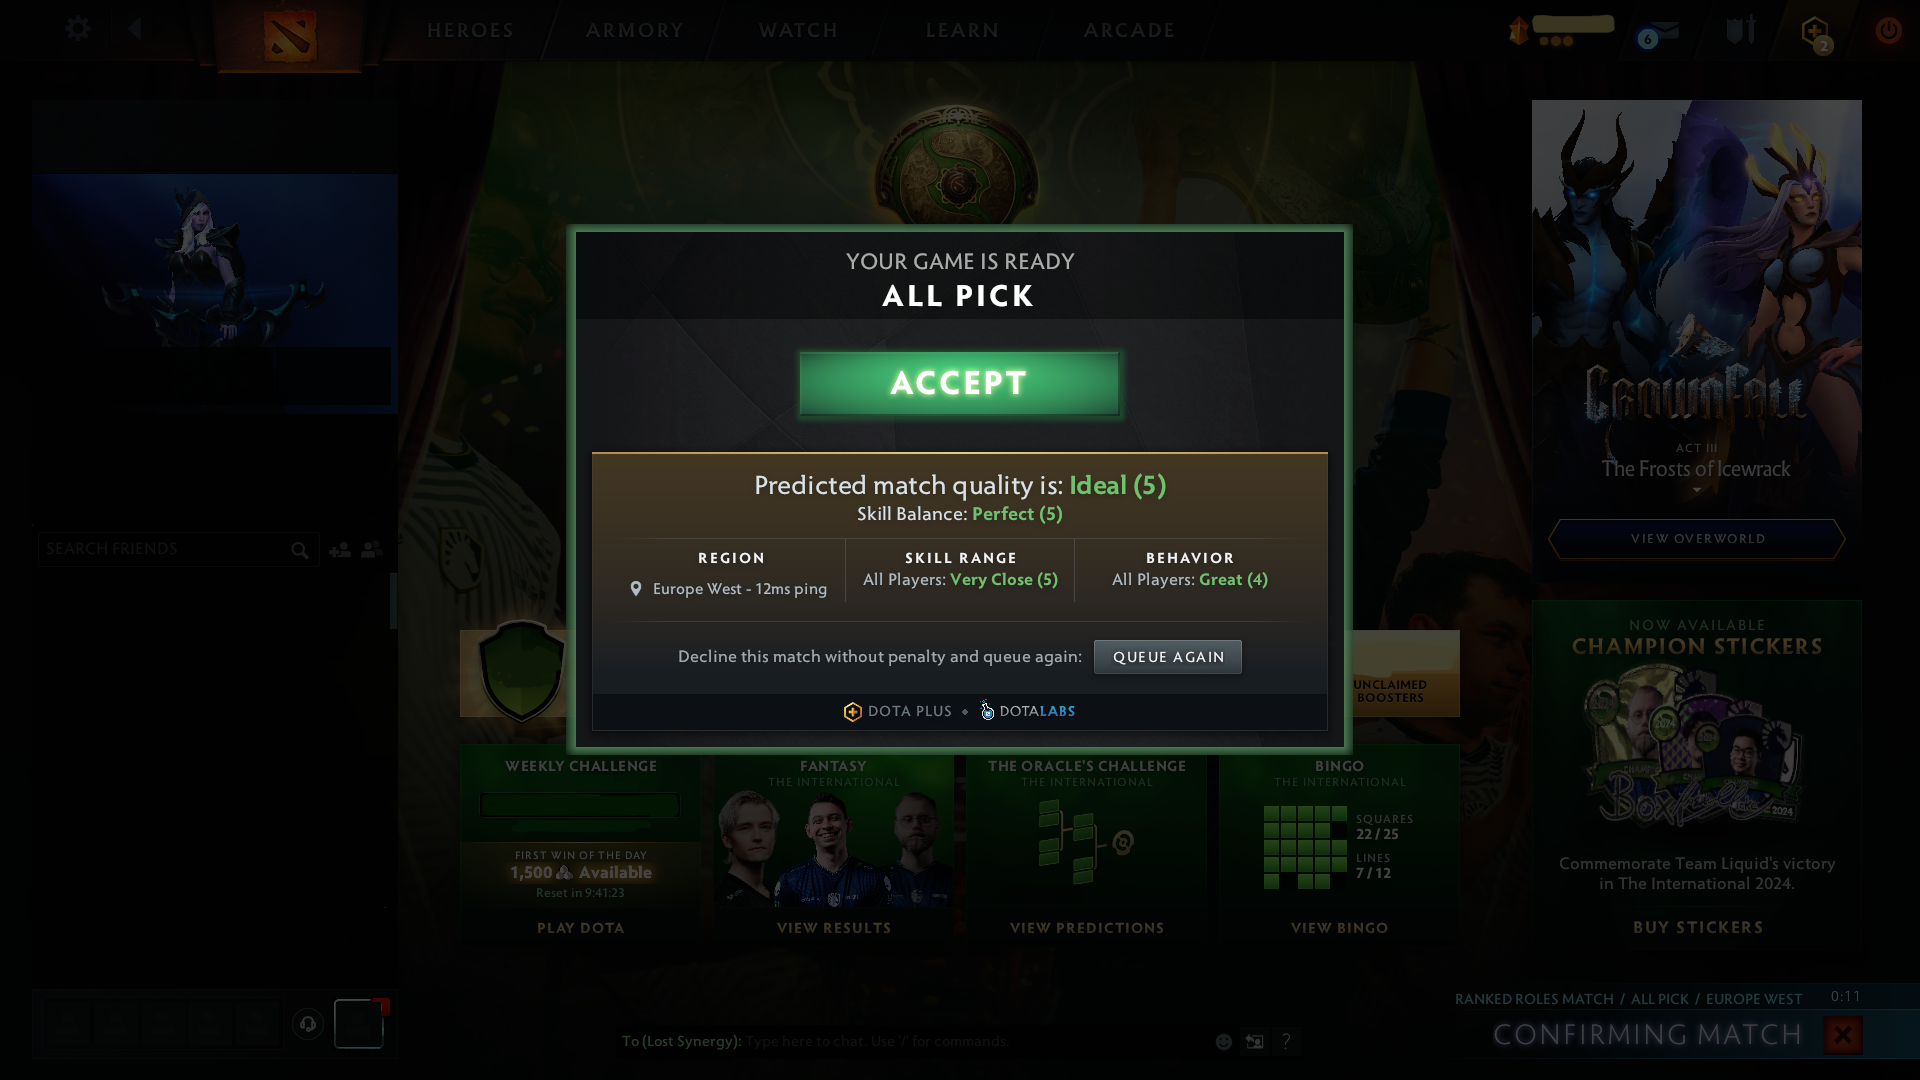 HEROES
ARMORY
WATCH
LEARN
ARCADE
6
2
YOUR GAME IS READY
ALL PICK
ACCEPT
Predicted match quality is: Ideal (5)
Skill Balance: Perfect (5)
REGION
Europe West - 12ms ping
SKILL RANGE
All Players: Very Close (5)
BEHAVIOR
All Players: Great (4)
Decline this match without penalty and queue again:
QUEUE AGAIN
DOTA PLUS
DOTALABS
SEARCH FRIENDS
CROWNFALL
ACT III
The Frosts of Icewrack
VIEW OVERWORLD
UNCLAIMED
BOOSTERS
NOW AVAILABLE
CHAMPION STICKERS
2024
Commemorate Team Liquid's victory
in The International 2024.
BUY STICKERS
WEEKLY CHALLENGE
FIRST WIN OF THE DAY
1,500 Available
Reset in 9:41:23
PLAY DOTA
FANTASY
THE INTERNATIONAL
VIEW RESULTS
THE ORACLE'S CHALLENGE
THE INTERNATIONAL
VIEW PREDICTIONS
BINGO
THE INTERNATIONAL
SQUARES
22 / 25
LINES
7 / 12
VIEW BINGO
To (Lost Synergy): Type here to chat. Use '/' for commands.
?
RANKED ROLES MATCH / ALL PICK / EUROPE WEST
0:11
CONFIRMING MATCH